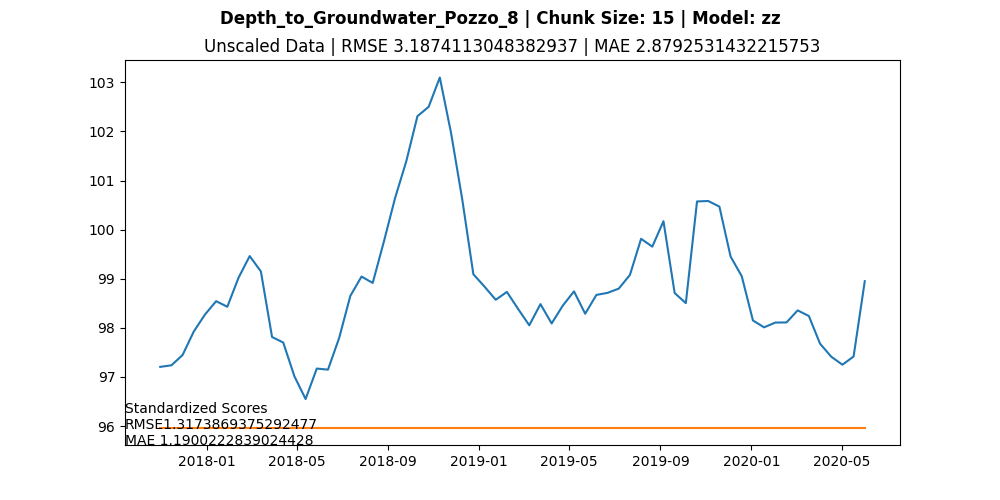 Depth_to_Groundwater_Pozzo_8 | Chunk Size: 15 | Model: zz
Unscaled Data | RMSE 3.1874113048382937 | MAE 2.8792531432215753
103
102
101
100
99
98
97
96
Standardized Scores
RMSE1.3173869375292477
MAE 1.1900222839024428
2018-01 2018-05 2018-09 2019-01 2019-05 2019-09 2020-01 2020-05